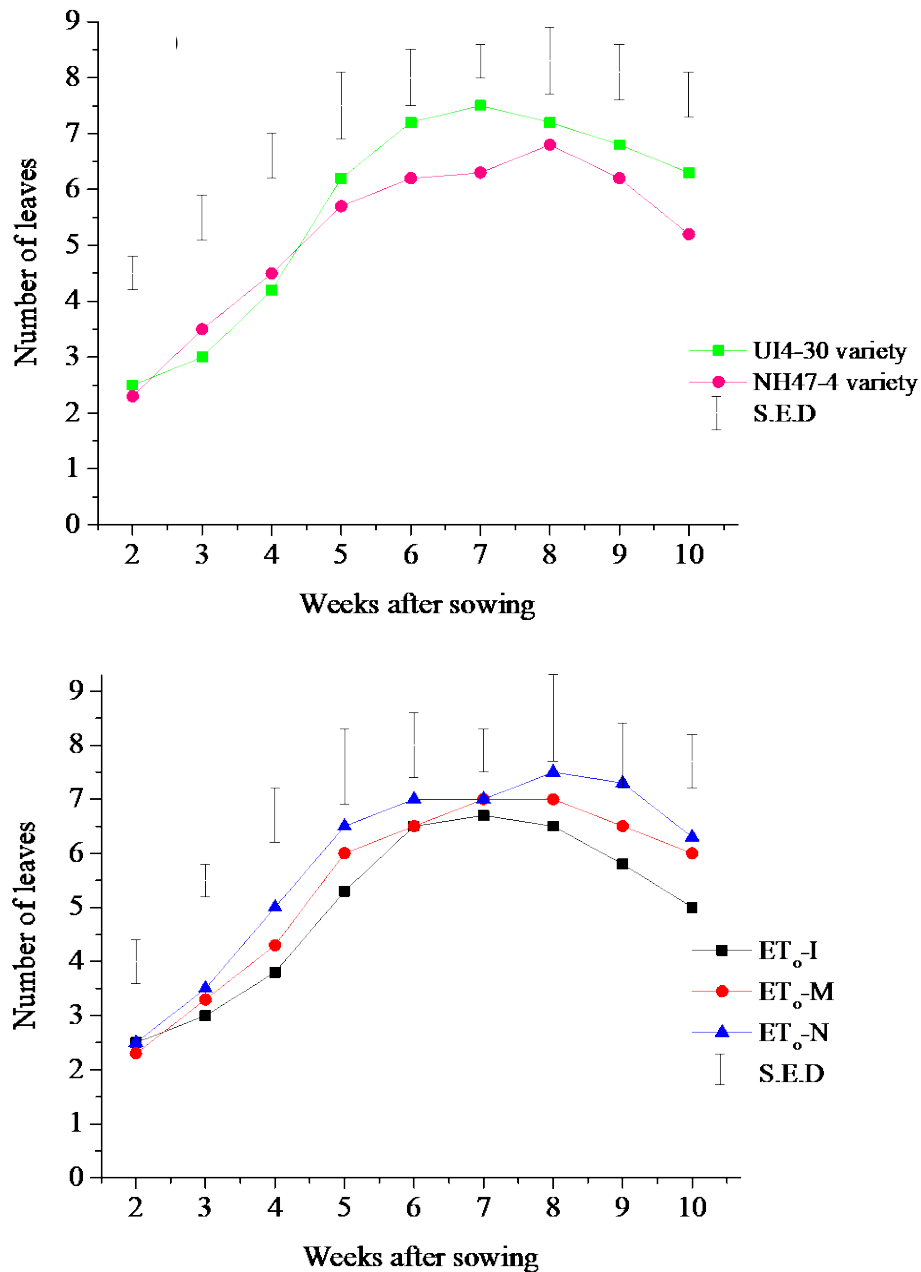 )
9
8
7
6
5
4
3
2
1
0
Number of leaves
UI4-30 variety
NH47-4 variety
S.E.D
2 3 4 5 6 7 8 9 10
Weeks after sowing
9
8
7
6
5
4
3
2
1
0
Number of leaves
ETₒ-I
ETₒ-M
ETₒ-N
S.E.D
2 3 4 5 6 7 8 9 10
Weeks after sowing